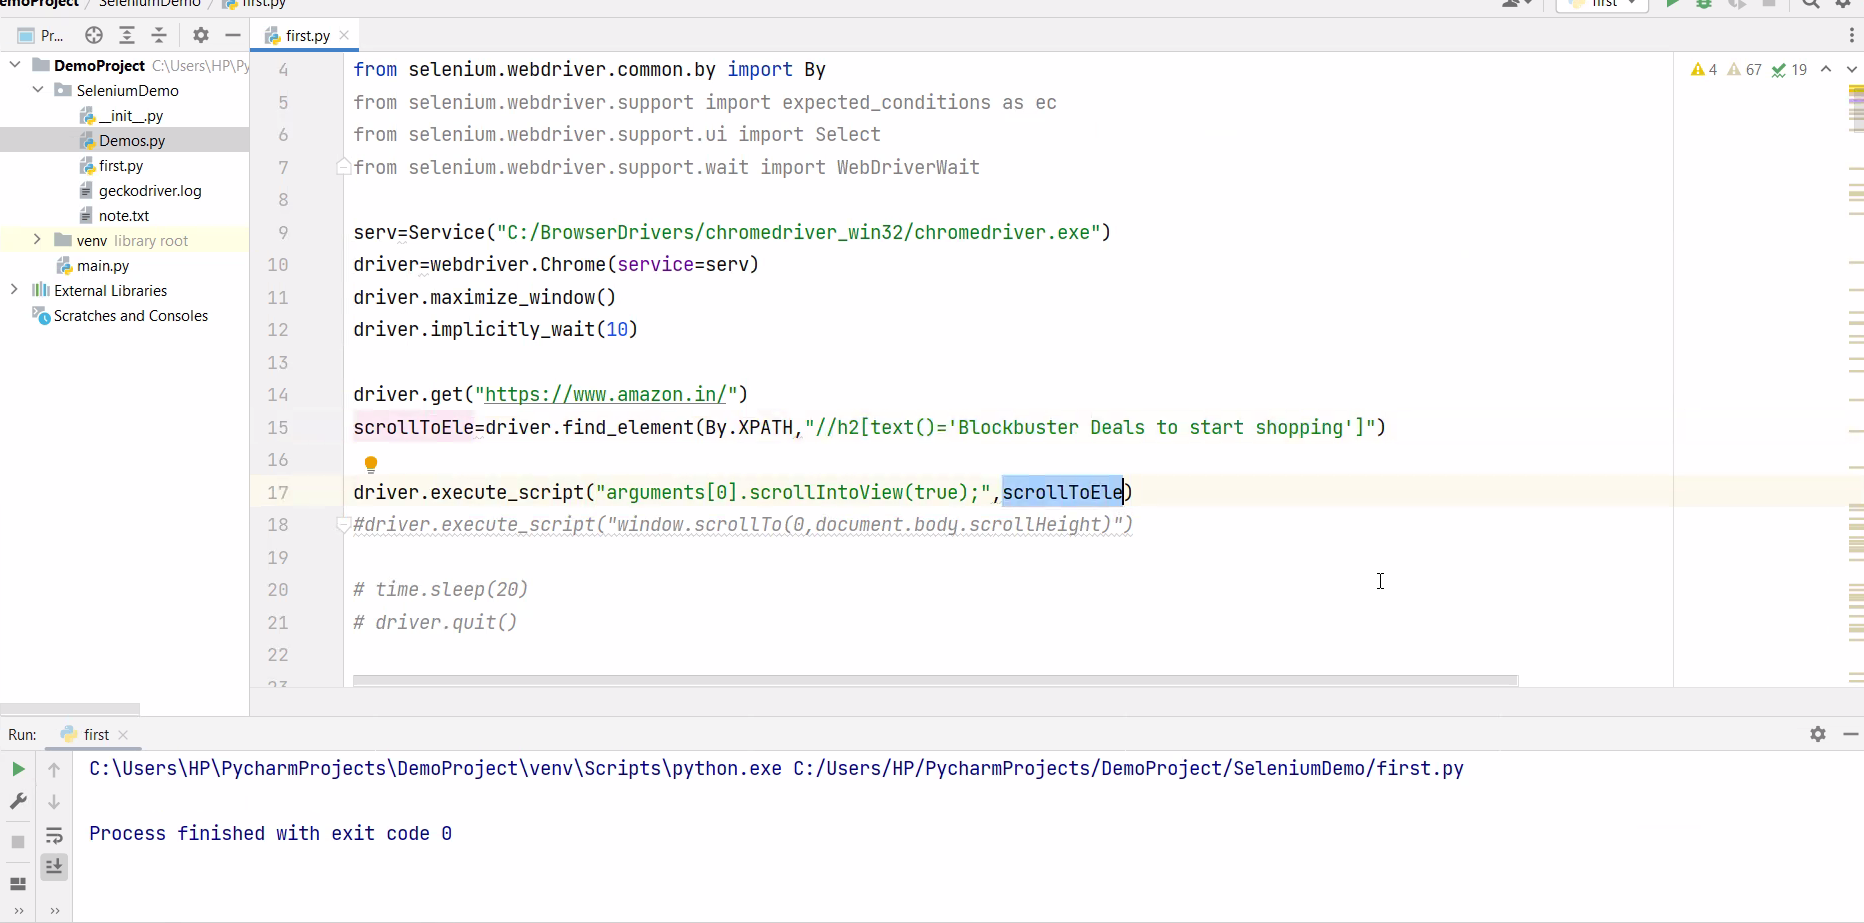 emoProject / SeleniumDemo / first.py
first
Pr...
first.py
DemoProject C:\Users\HP\Py
SeleniumDemo
__init__.py
Demos.py
first.py
geckodriver.log
note.txt
venv library root
main.py
External Libraries
Scratches and Consoles
4 67 19
4 from selenium.webdriver.common.by import By
5 from selenium.webdriver.support import expected_conditions as ec
6 from selenium.webdriver.support.ui import Select
7 from selenium.webdriver.support.wait import WebDriverWait
8
9 serv=Service("C:/BrowserDrivers/chromedriver_win32/chromedriver.exe")
10 driver=webdriver.Chrome(service=serv)
11 driver.maximize_window()
12 driver.implicitly_wait(10)
13
14 driver.get("https://www.amazon.in/")
15 scrollToEle=driver.find_element(By.XPATH,"//h2[text()='Blockbuster Deals to start shopping']")
16
17 driver.execute_script("arguments[0].scrollIntoView(true);",scrollToEle)
18 #driver.execute_script("window.scrollTo(0,document.body.scrollHeight)")
19
20 # time.sleep(20)
21 # driver.quit()
22
23
Run: first
C:\Users\HP\PycharmProjects\DemoProject\venv\Scripts\python.exe C:/Users/HP/PycharmProjects/DemoProject/SeleniumDemo/first.py
Process finished with exit code 0